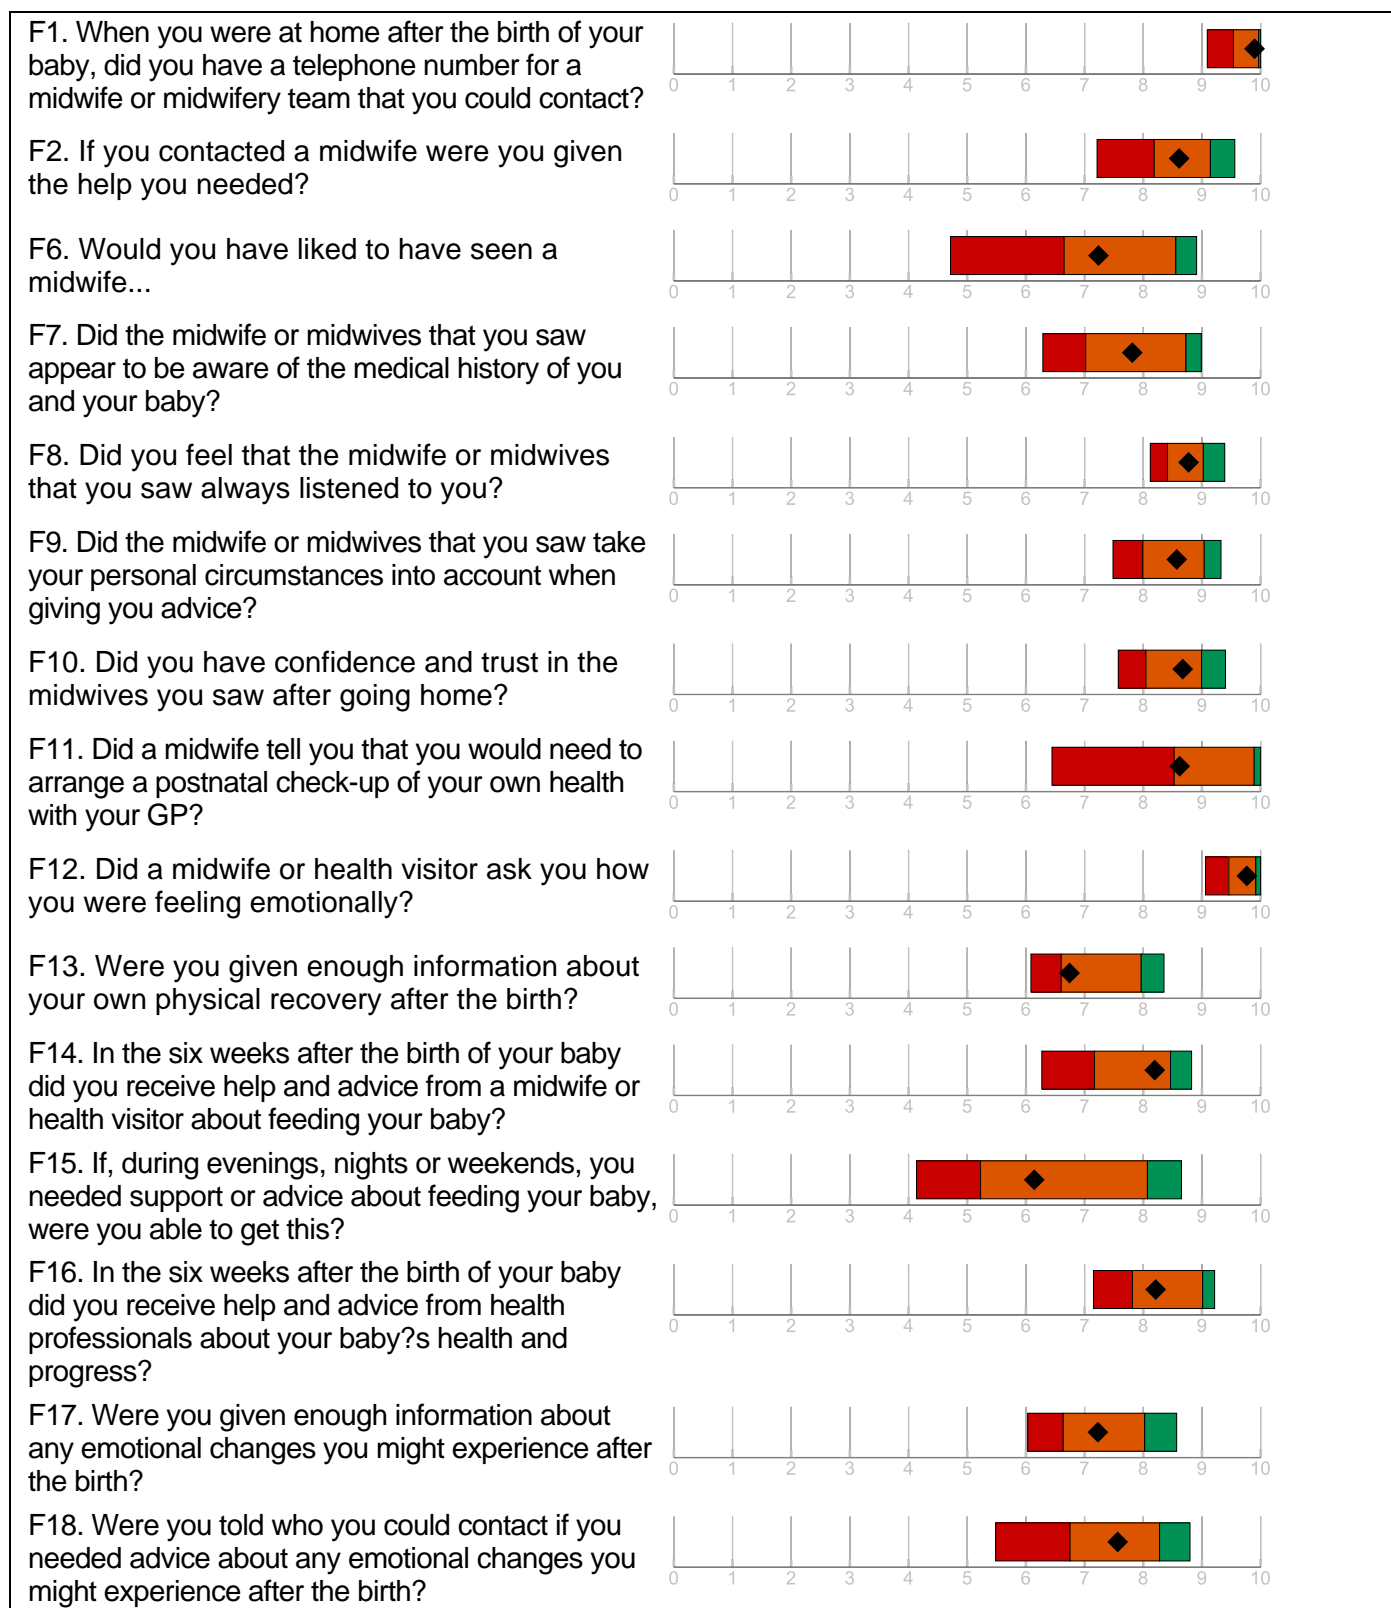 F1. When you were at home after the birth of your
baby, did you have a telephone number for a
midwife or midwifery team that you could contact?
0 1 2 3 4 5 6 7 8 9 10
F2. If you contacted a midwife were you given
the help you needed?
0 1 2 3 4 5 6 7 8 9 10
F6. Would you have liked to have seen a
midwife...
0 1 2 3 4 5 6 7 8 9 10
F7. Did the midwife or midwives that you saw
appear to be aware of the medical history of you
and your baby?
0 1 2 3 4 5 6 7 8 9 10
F8. Did you feel that the midwife or midwives
that you saw always listened to you?
0 1 2 3 4 5 6 7 8 9 10
F9. Did the midwife or midwives that you saw take
your personal circumstances into account when
giving you advice?
0 1 2 3 4 5 6 7 8 9 10
F10. Did you have confidence and trust in the
midwives you saw after going home?
0 1 2 3 4 5 6 7 8 9 10
F11. Did a midwife tell you that you would need to
arrange a postnatal check-up of your own health
with your GP?
0 1 2 3 4 5 6 7 8 9 10
F12. Did a midwife or health visitor ask you how
you were feeling emotionally?
0 1 2 3 4 5 6 7 8 9 10
F13. Were you given enough information about
your own physical recovery after the birth?
0 1 2 3 4 5 6 7 8 9 10
F14. In the six weeks after the birth of your baby
did you receive help and advice from a midwife or
health visitor about feeding your baby?
0 1 2 3 4 5 6 7 8 9 10
F15. If, during evenings, nights or weekends, you
needed support or advice about feeding your baby,
were you able to get this?
0 1 2 3 4 5 6 7 8 9 10
F16. In the six weeks after the birth of your baby
did you receive help and advice from health
professionals about your baby?s health and
progress?
0 1 2 3 4 5 6 7 8 9 10
F17. Were you given enough information about
any emotional changes you might experience after
the birth?
0 1 2 3 4 5 6 7 8 9 10
F18. Were you told who you could contact if you
needed advice about any emotional changes you
might experience after the birth?
0 1 2 3 4 5 6 7 8 9 10